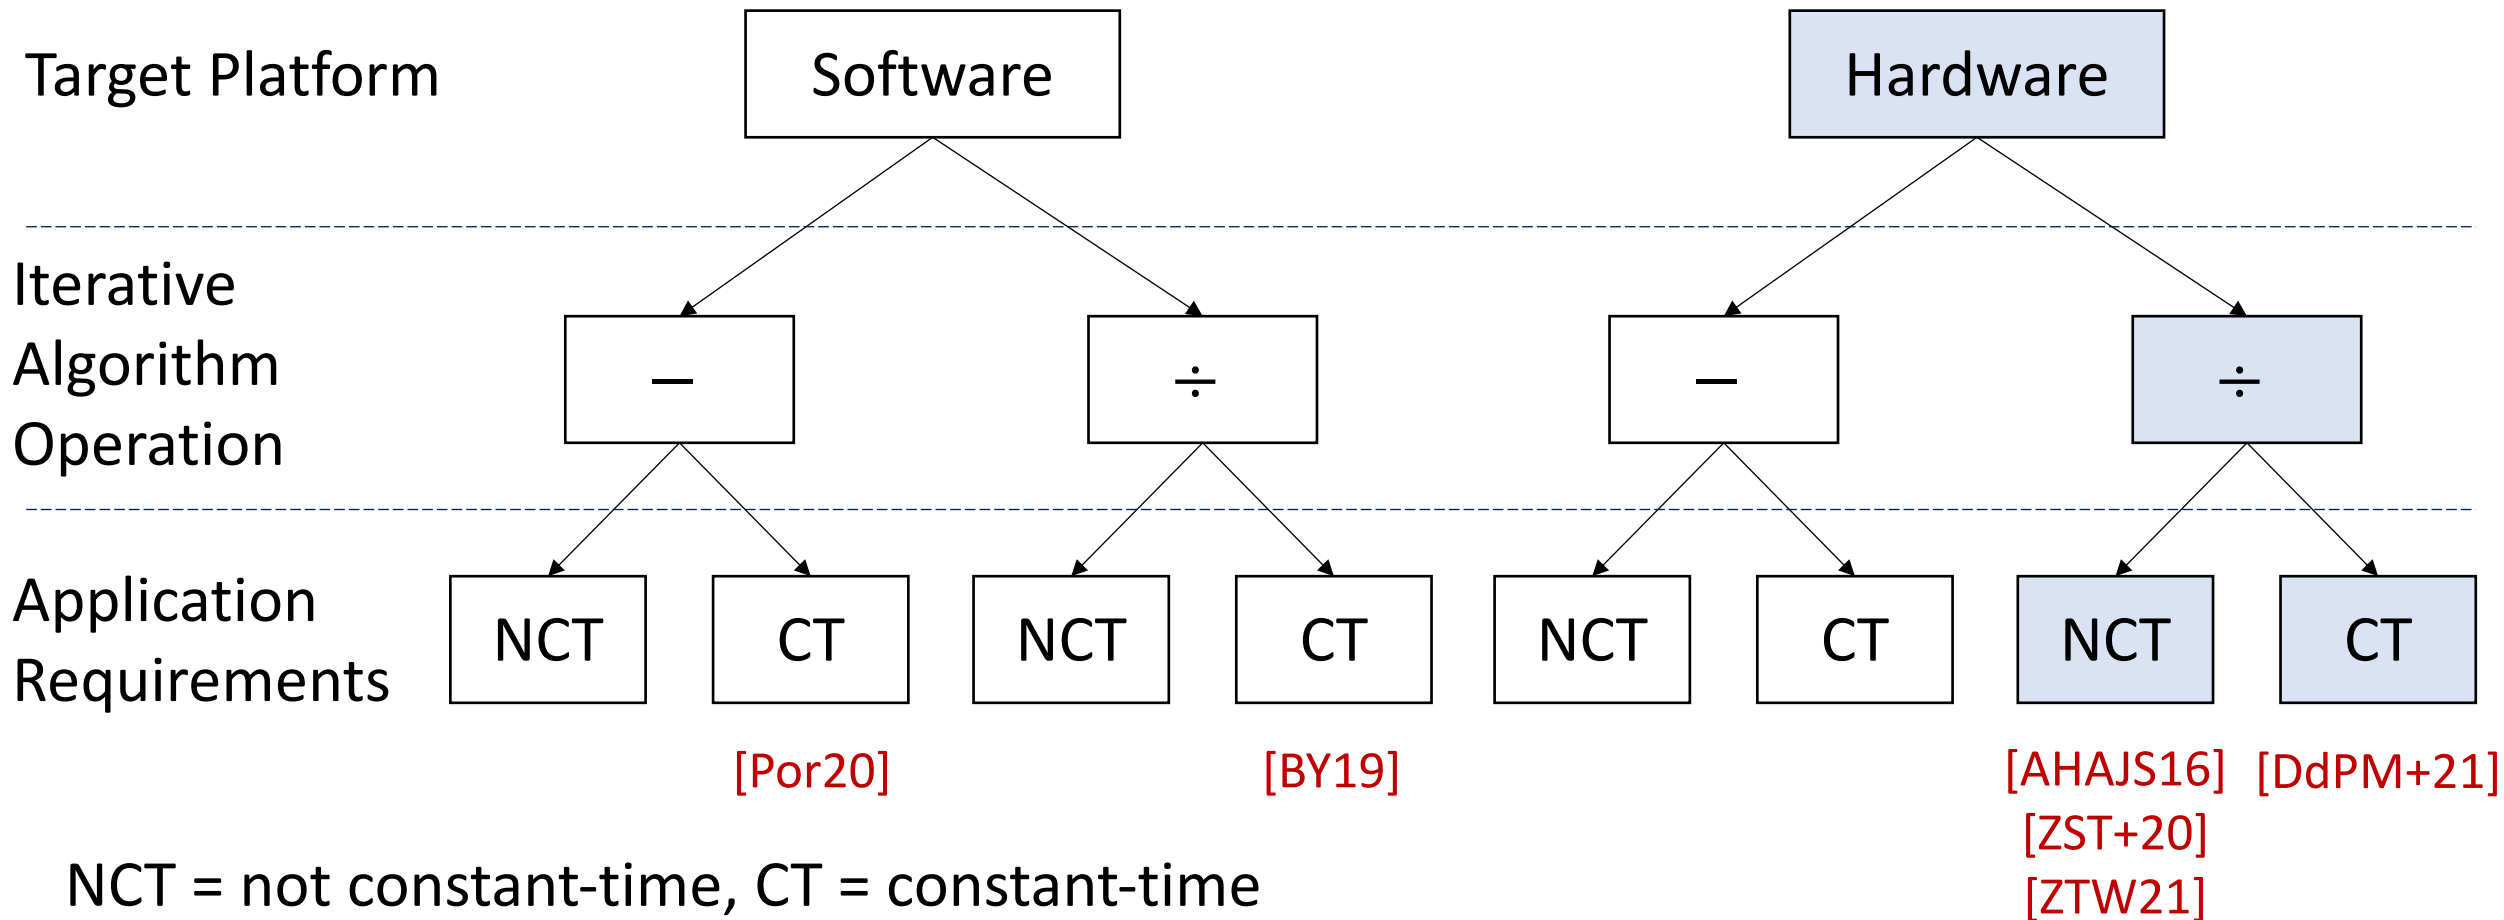 Target Platform
Software
Hardware
Iterative
Algorithm
Operation
−
÷
−
÷
Application
Requirements
NCT
CT
NCT
CT
NCT
CT
NCT
CT
[Por20]
[BY19]
[AHAJS16]
[DdPM+21]
[ZST+20]
[ZTW21]
NCT = not constant-time, CT = constant-time